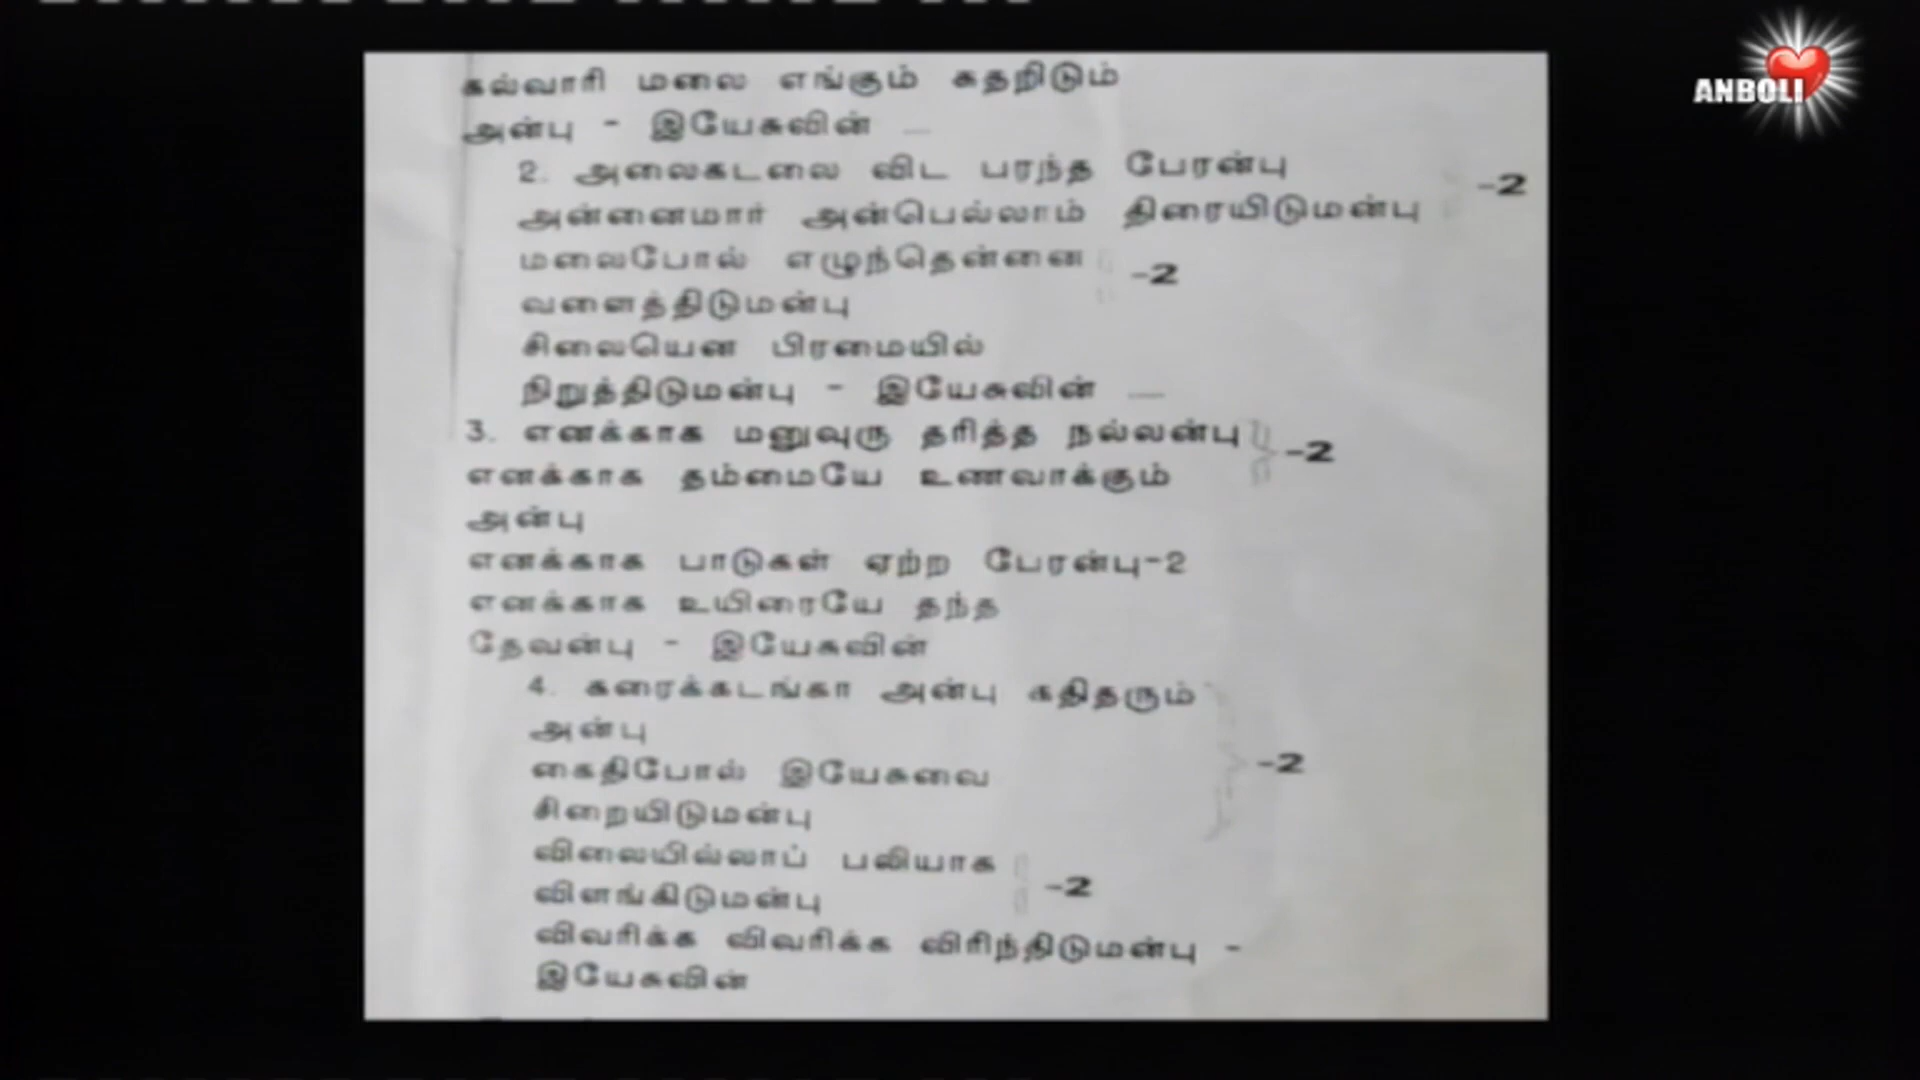 ANBOLI
கல்வாரி மலை எங்கும் கதறிடும்
அன்பு - இயேசுவின் ....
2. அலைகடலை விட பரந்த பேரன்பு
அன்னைமார் அன்பெல்லாம் திரையிடுமன்பு -2
மலைபோல் எழுந்தென்னை
வளைத்திடுமன்பு -2
சிலையென பிரமையில்
நிறுத்திடுமன்பு - இயேசுவின் ....
3. எனக்காக மனுவுரு தரித்த நல்லன்பு
எனக்காக தம்மையே உணவாக்கும் -2
அன்பு
எனக்காக பாடுகள் ஏற்ற பேரன்பு-2
எனக்காக உயிரையே தந்த
தேவன்பு - இயேசுவின்
4. கரைக்கடங்கா அன்பு கதிதரும்
அன்பு
கைதிபோல் இயேசுவை -2
சிறையிடுமன்பு
விலையில்லாப் பலியாக
விளங்கிடுமன்பு -2
விவரிக்க விவரிக்க விரிந்திடுமன்பு -
இயேசுவின்